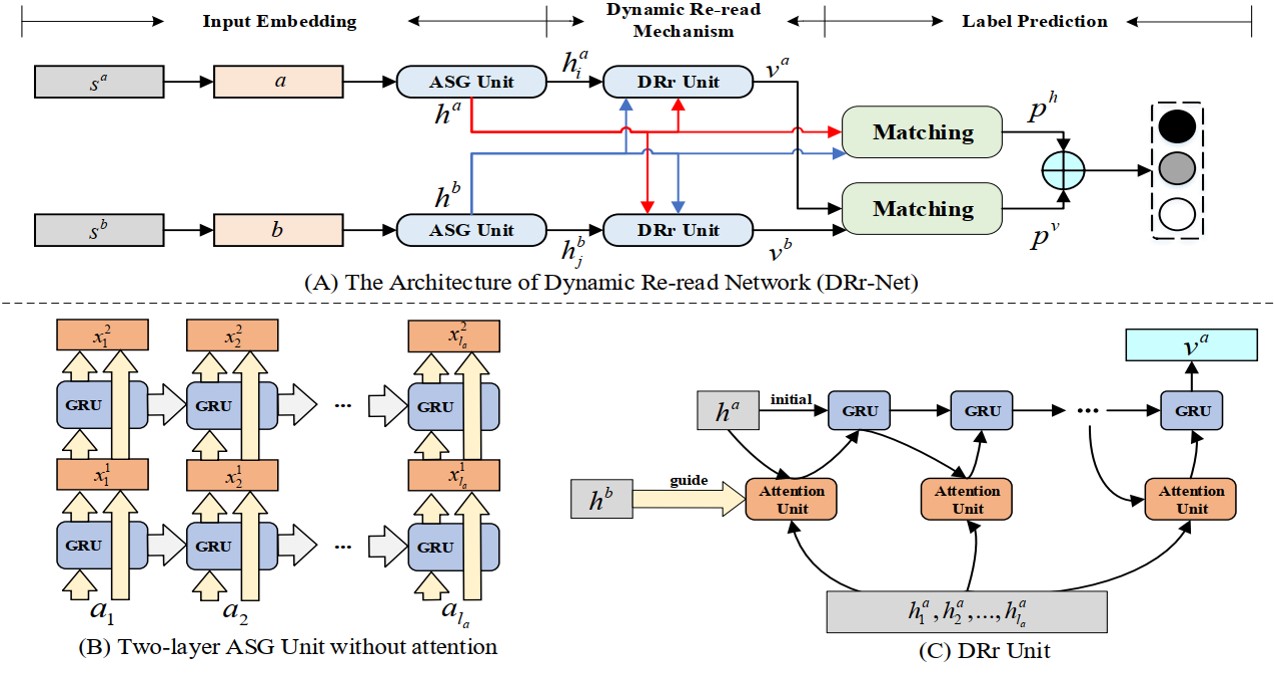 Input Embedding
Dynamic Re-read
Mechanism
Label Prediction
s^a a ASG Unit h_i^a DRr Unit v^a
h^a
Matching p^h
h^b
Matching
s^b b ASG Unit h_j^b DRr Unit v^b p^v
(A) The Architecture of Dynamic Re-read Network (DRr-Net)
x_1^2 x_2^2 x_{l_a}^2
GRU GRU ... GRU
x_1^1 x_2^1 x_{l_a}^1
GRU GRU ... GRU
a_1 a_2 a_{l_a}
(B) Two-layer ASG Unit without attention
v^a
h^a initial GRU GRU ... GRU
h^b guide Attention Unit Attention Unit Attention Unit
h_1^a, h_2^a, ..., h_{l_a}^a
(C) DRr Unit